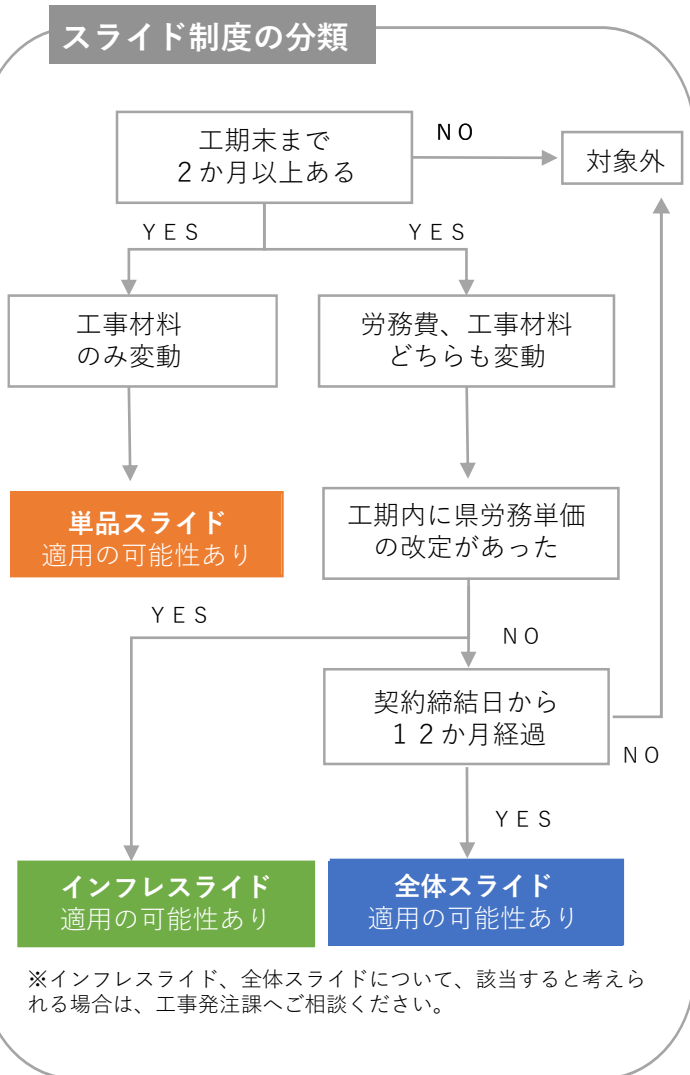 スライド制度の分類
工期末まで
２か月以上ある
ＮＯ
対象外
ＹＥＳ
ＹＥＳ
工事材料
のみ変動
労務費、工事材料
どちらも変動
単品スライド
適用の可能性あり
工期内に県労務単価
の改定があった
ＹＥＳ
ＮＯ
契約締結日から
１２か月経過
ＮＯ
ＹＥＳ
インフレスライド
適用の可能性あり
全体スライド
適用の可能性あり
※インフレスライド、全体スライドについて、該当すると考えら
れる場合は、工事発注課へご相談ください。